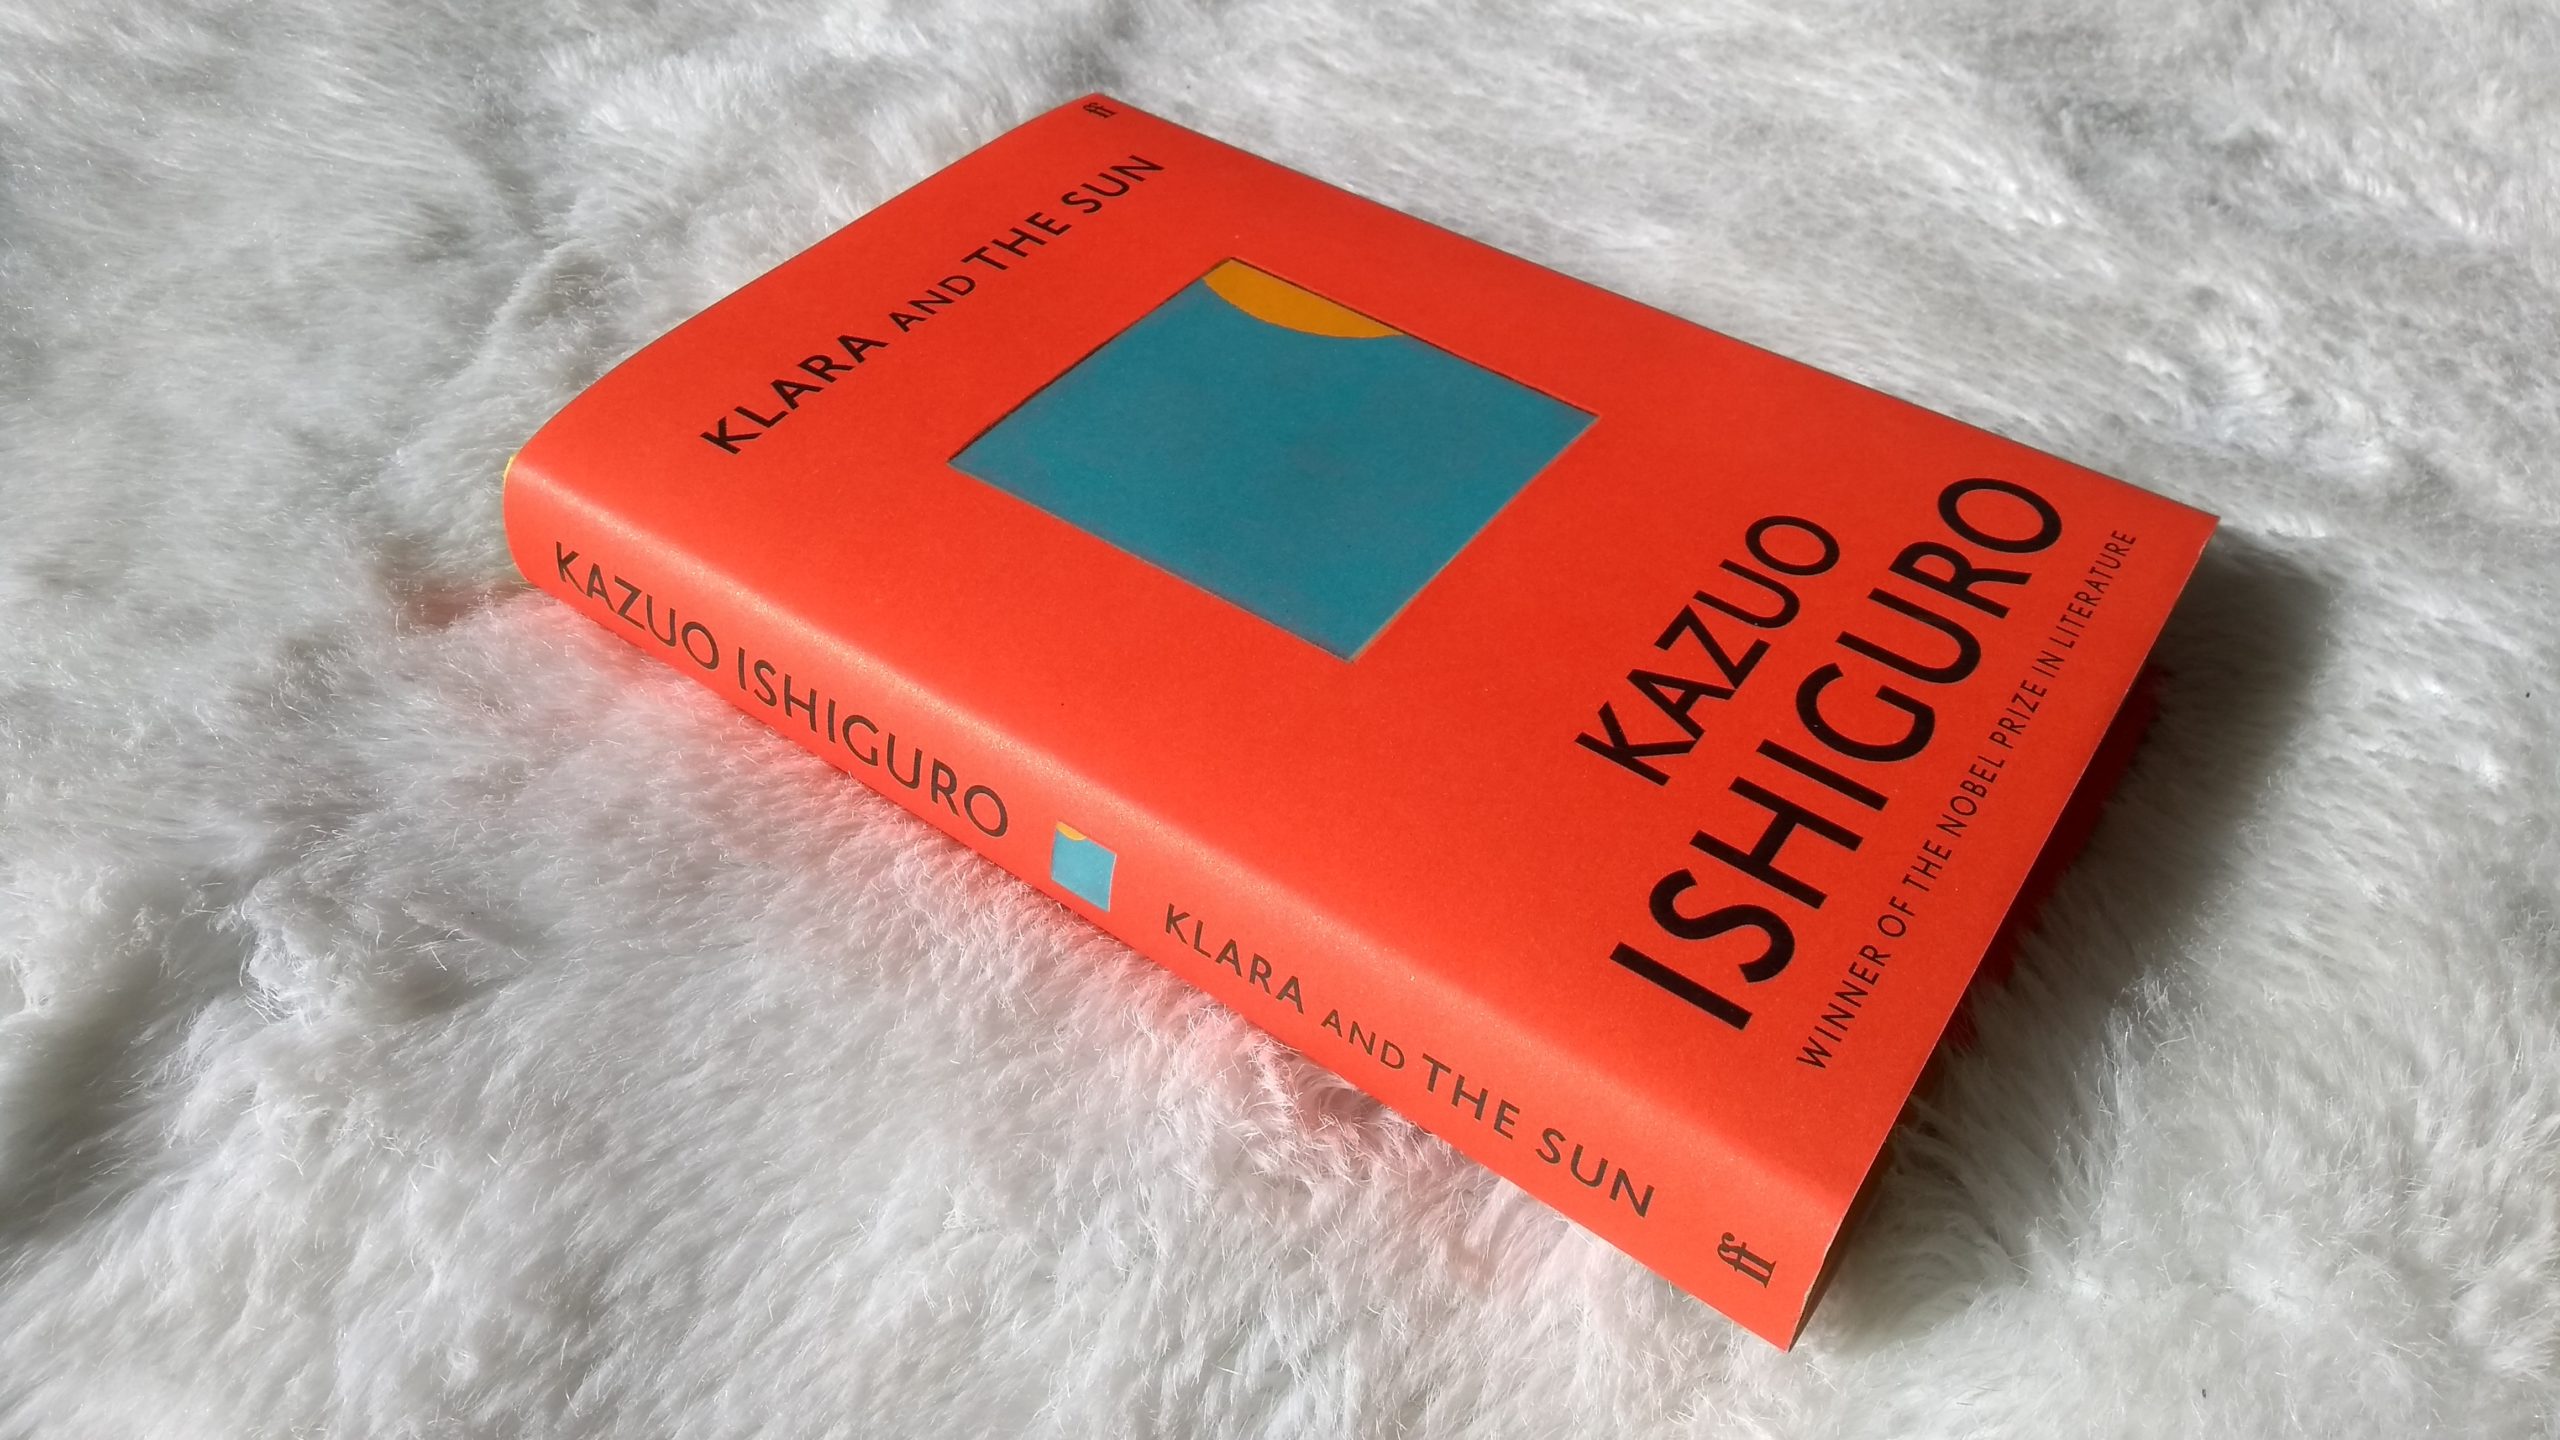 ff
KLARA AND THE SUN
KAZUO
ISHIGURO
WINNER OF THE NOBEL PRIZE IN LITERATURE
KAZUO ISHIGURO
KLARA AND THE SUN
ff